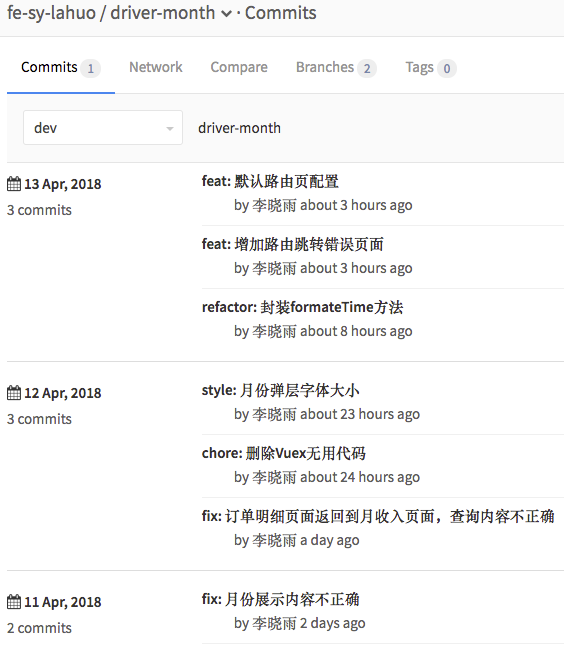 fe-sy-lahuo / driver-month · Commits
Commits 1 Network Compare Branches 2 Tags 0
dev driver-month
13 Apr, 2018
3 commits
feat: 默认路由页配置
by 李晓雨 about 3 hours ago
feat: 增加路由跳转错误页面
by 李晓雨 about 3 hours ago
refactor: 封装formateTime方法
by 李晓雨 about 8 hours ago
12 Apr, 2018
3 commits
style: 月份弹层字体大小
by 李晓雨 about 23 hours ago
chore: 删除Vuex无用代码
by 李晓雨 about 24 hours ago
fix: 订单明细页面返回到月收入页面，查询内容不正确
by 李晓雨 a day ago
11 Apr, 2018
2 commits
fix: 月份展示内容不正确
by 李晓雨 2 days ago